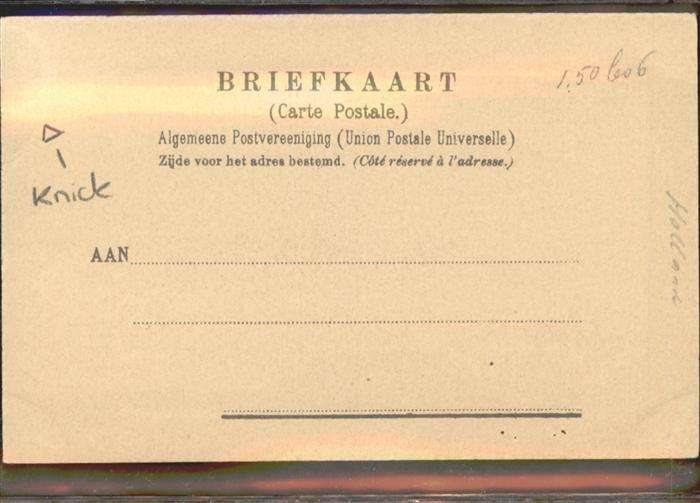 BRIEFKAART
(Carte Postale.)
Algemeene Postvereeniging (Union Postale Universelle)
Zijde voor het adres bestemd. (Côté réservé à l'adresse.)
AAN
Knick
1.50